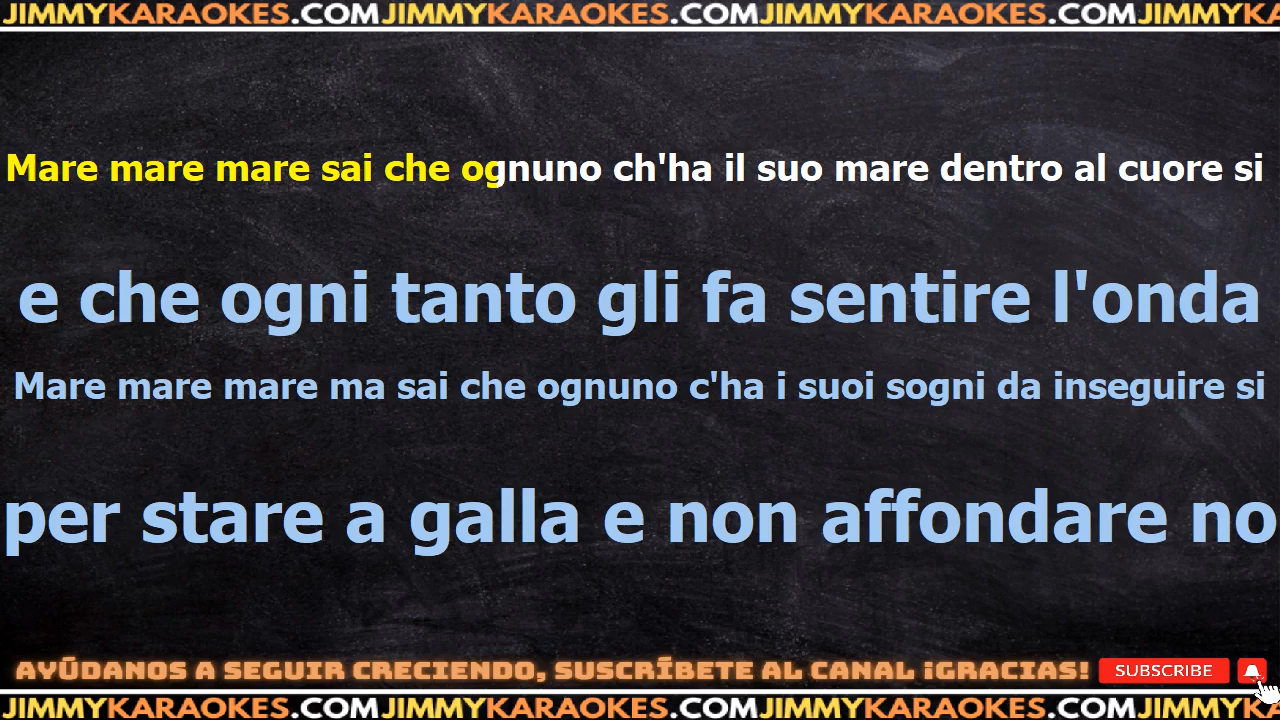 JIMMYKARAOKES.COMJIMMYKARAOKES.COMJIMMYKARAOKES.COMJIMMYKA
Mare mare mare sai che ognuno ch'ha il suo mare dentro al cuore si
e che ogni tanto gli fa sentire l'onda
Mare mare mare ma sai che ognuno c'ha i suoi sogni da inseguire si
per stare a galla e non affondare no
AYÚDANOS A SEGUIR CRECIENDO, SUSCRÍBETE AL CANAL ¡GRACIAS! SUBSCRIBE
JIMMYKARAOKES.COMJIMMYKARAOKES.COMJIMMYKARAOKES.COMJIMMYKA